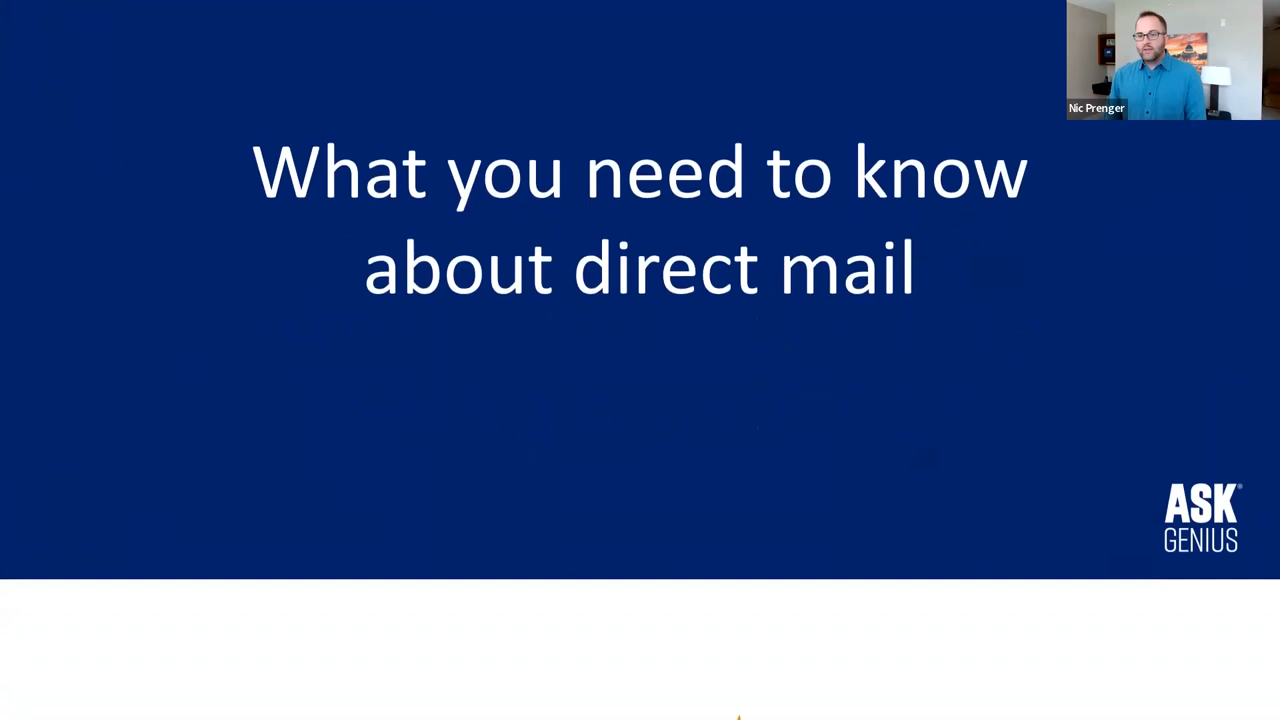 Nic Prenger
What you need to know
about direct mail
ASK®
GENIUS